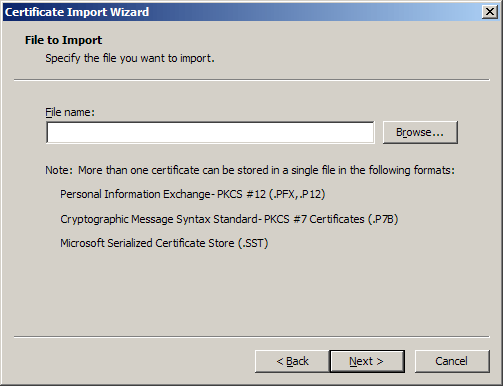 Certificate Import Wizard
File to Import
Specify the file you want to import.
File name:
Browse...
Note: More than one certificate can be stored in a single file in the following formats:
Personal Information Exchange- PKCS #12 (.PFX,.P12)
Cryptographic Message Syntax Standard- PKCS #7 Certificates (.P7B)
Microsoft Serialized Certificate Store (.SST)
< Back Next > Cancel